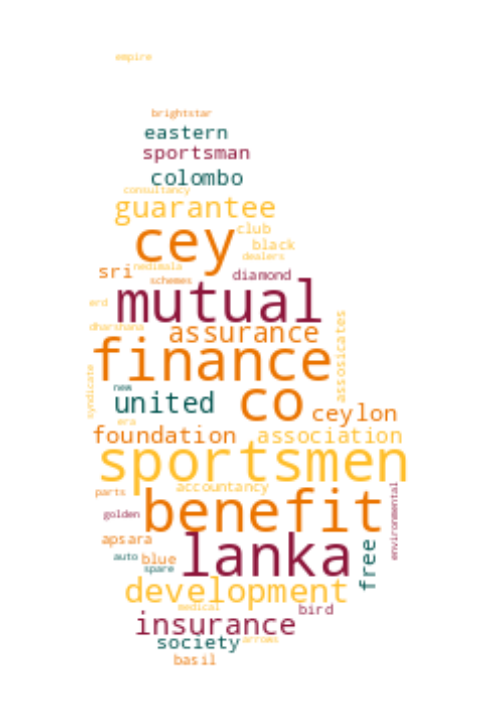 empire
brightstar
eastern
sportsman
colombo
consultancy
guarantee
cey club
black
dealers
sri nedimala
schemes diamond
erd mutual
dharshana assurance
assosicates
finance
syndicate
new
united co ceylon
era
foundation association
sportsmen
accountancy
parts
golden benefit
environmental
apsara lanka
auto blue
spare free
development
medical bird
insurance
society arrows
basil